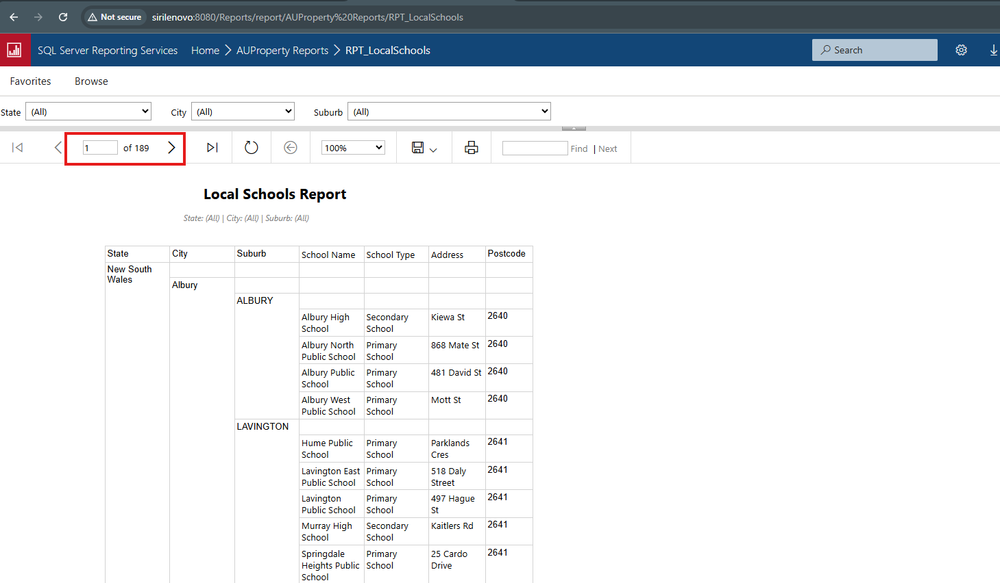 Not secure sirilenovo:8080/Reports/report/AUProperty%20Reports/RPT_LocalSchools
SQL Server Reporting Services Home AUProperty Reports RPT_LocalSchools Search
Favorites Browse
State (All) City (All) Suburb (All)
1 of 189 100% Find | Next
Local Schools Report
State: (All) | City: (All) | Suburb: (All)
State City Suburb School Name School Type Address Postcode
New South
Wales
Albury
ALBURY
Albury High Secondary Kiewa St 2640
School School
Albury North Primary 868 Mate St 2640
Public School School
Albury Public Primary 481 David St 2640
School School
Albury West Primary Mott St 2640
Public School School
LAVINGTON
Hume Public Primary Parklands 2641
School School Cres
Lavington East Primary 518 Daly 2641
Public School School Street
Lavington Primary 497 Hague 2641
Public School School St
Murray High Secondary Kaitlers Rd 2641
School School
Springdale Primary 25 Cardo 2641
Heights Public School Drive
School